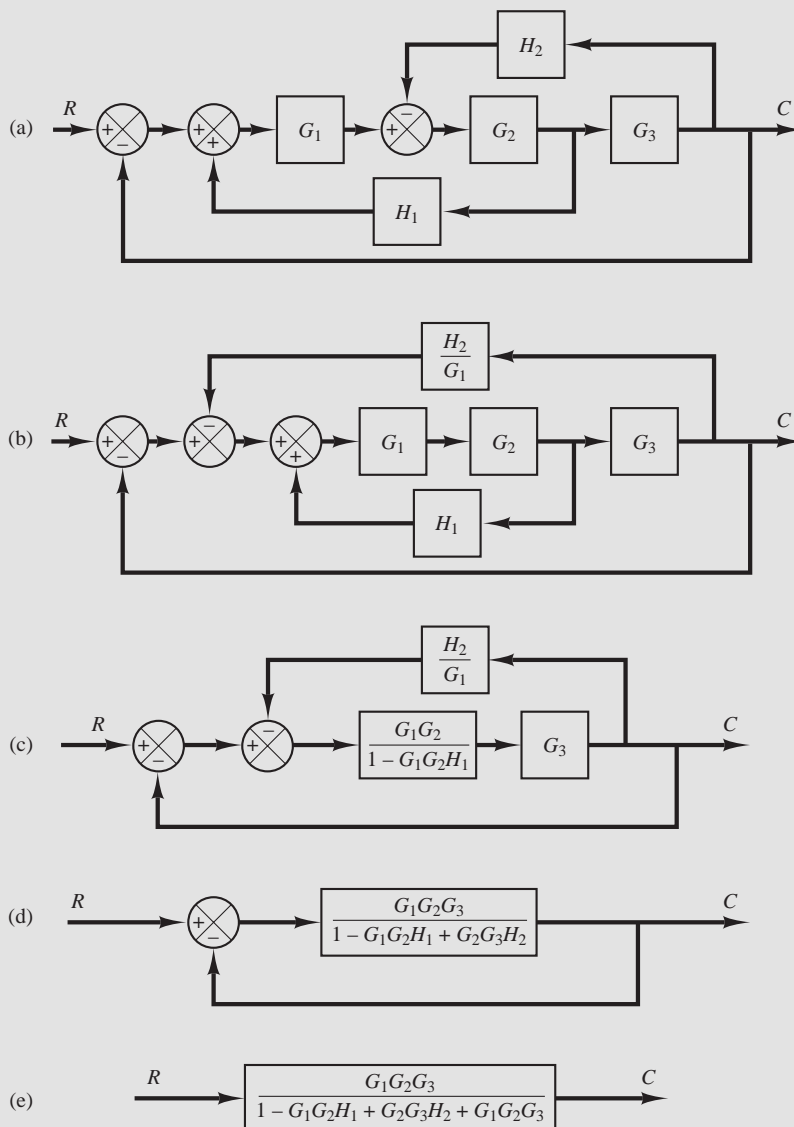 H₂
(a) R + − + + G₁ + − G₂ G₃ C
H₁
H₂
G₁
(b) R + − + − + + G₁ G₂ G₃ C
H₁
H₂
G₁
(c) R + − + − G₁G₂ G₃ C
1 − G₁G₂H₁
(d) R + − G₁G₂G₃ C
1 − G₁G₂H₁ + G₂G₃H₂
(e) R G₁G₂G₃ C
1 − G₁G₂H₁ + G₂G₃H₂ + G₁G₂G₃